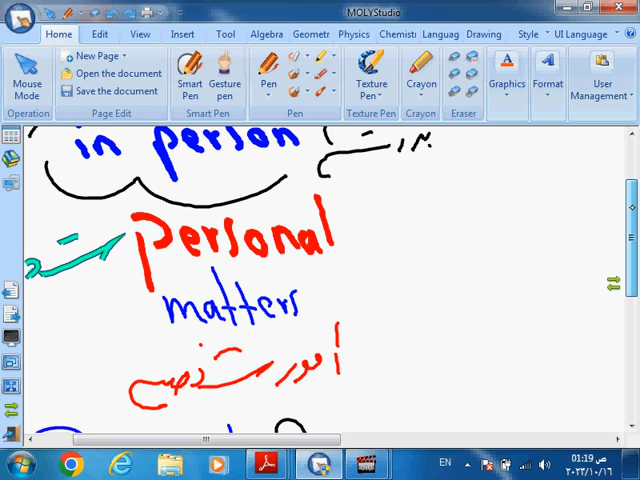 MOLYStudio
Home Edit View Insert Tool Algebra Geometr Physics Chemist Languag Drawing Style UI Language
New Page
Open the document
Save the document
Mouse Mode
Smart Pen
Gesture pen
Pen
Texture Pen
Crayon
Graphics
Format
User Management
Operation Page Edit Smart Pen Pen Texture Pen Crayon Eraser
in person
personal
matters
أمور شخصية
EN
01:19 ص
٢٠٢٣/١٠/١٦